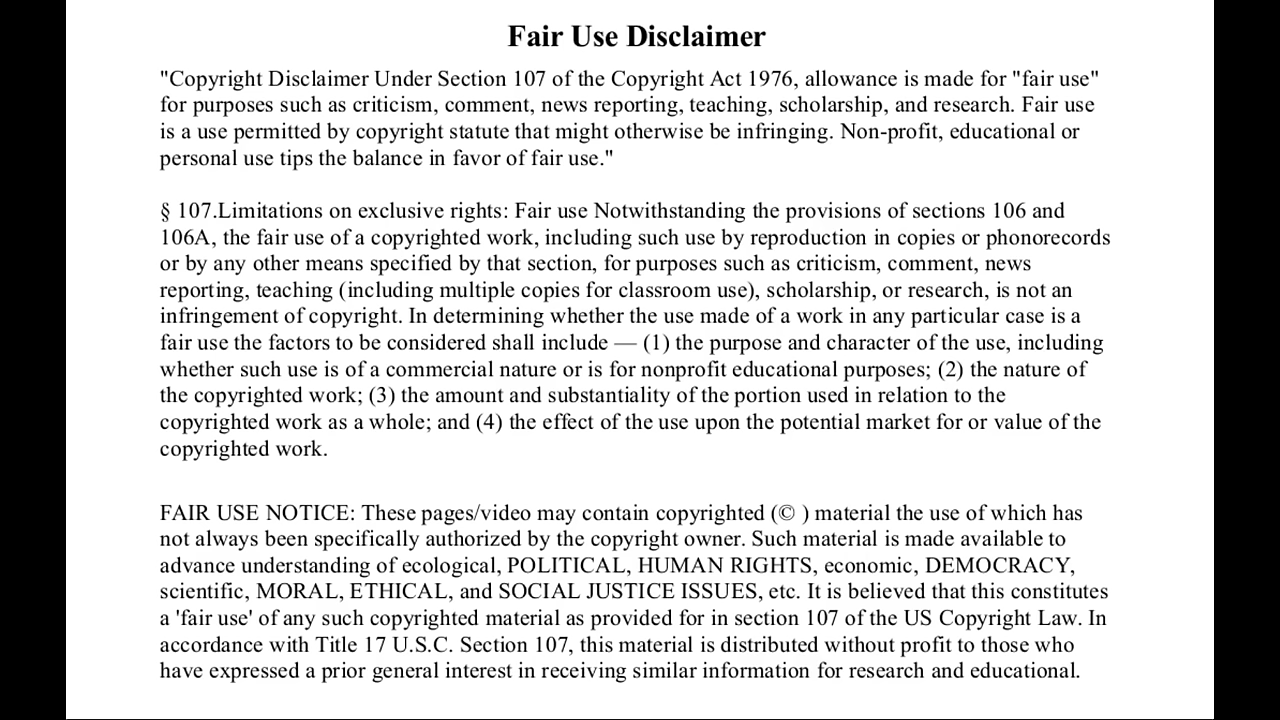 Fair Use Disclaimer
"Copyright Disclaimer Under Section 107 of the Copyright Act 1976, allowance is made for "fair use"
for purposes such as criticism, comment, news reporting, teaching, scholarship, and research. Fair use
is a use permitted by copyright statute that might otherwise be infringing. Non-profit, educational or
personal use tips the balance in favor of fair use."
§ 107.Limitations on exclusive rights: Fair use Notwithstanding the provisions of sections 106 and
106A, the fair use of a copyrighted work, including such use by reproduction in copies or phonorecords
or by any other means specified by that section, for purposes such as criticism, comment, news
reporting, teaching (including multiple copies for classroom use), scholarship, or research, is not an
infringement of copyright. In determining whether the use made of a work in any particular case is a
fair use the factors to be considered shall include — (1) the purpose and character of the use, including
whether such use is of a commercial nature or is for nonprofit educational purposes; (2) the nature of
the copyrighted work; (3) the amount and substantiality of the portion used in relation to the
copyrighted work as a whole; and (4) the effect of the use upon the potential market for or value of the
copyrighted work.
FAIR USE NOTICE: These pages/video may contain copyrighted (© ) material the use of which has
not always been specifically authorized by the copyright owner. Such material is made available to
advance understanding of ecological, POLITICAL, HUMAN RIGHTS, economic, DEMOCRACY,
scientific, MORAL, ETHICAL, and SOCIAL JUSTICE ISSUES, etc. It is believed that this constitutes
a 'fair use' of any such copyrighted material as provided for in section 107 of the US Copyright Law. In
accordance with Title 17 U.S.C. Section 107, this material is distributed without profit to those who
have expressed a prior general interest in receiving similar information for research and educational.